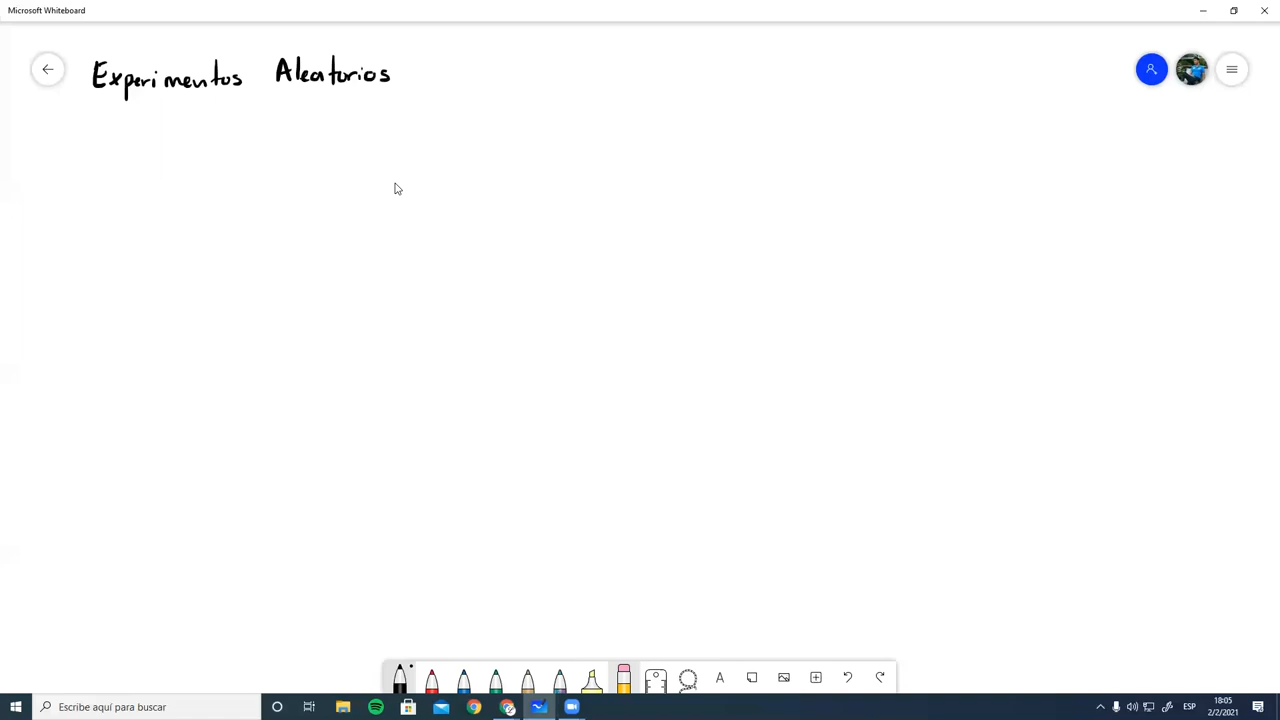 Microsoft Whiteboard
Experimentos Aleatorios
A
Escribe aquí para buscar
ESP
18:05
2/2/2021